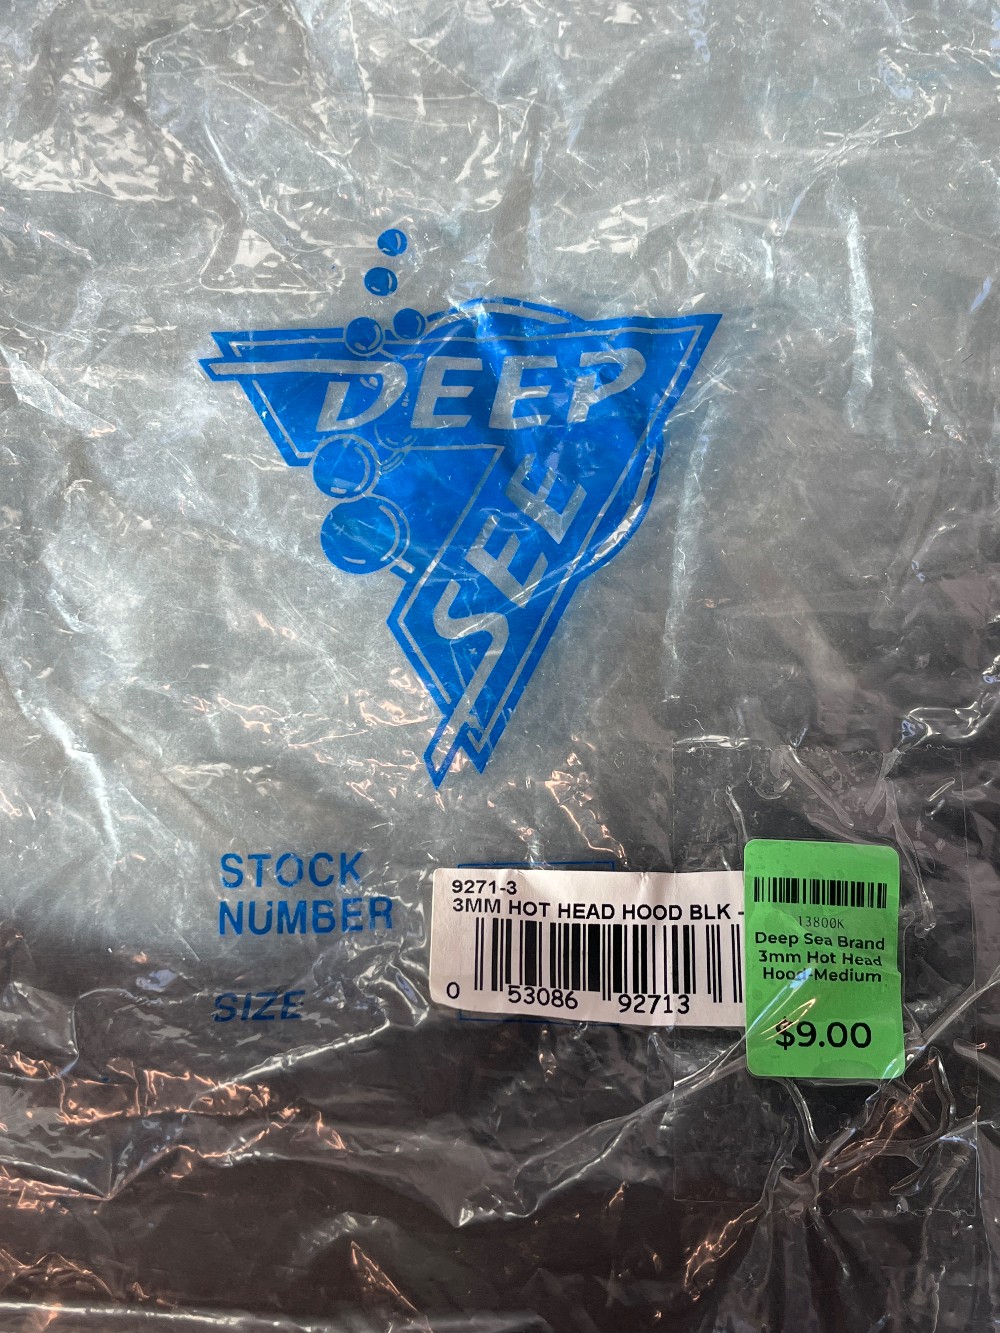 DEEP
SEE
STOCK
NUMBER
SIZE
9271-3
3MM HOT HEAD HOOD BLK -
0 53086 92713
13800K
Deep Sea Brand
3mm Hot Head
Hood-Medium
$9.00